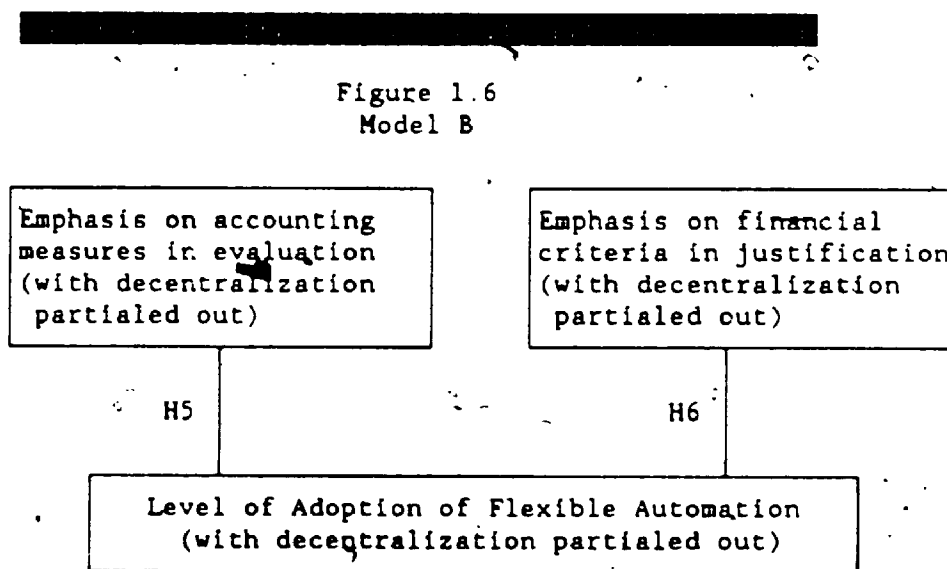 Figure 1.6
Model B
Emphasis on accounting
measures in evaluation
(with decentralization
partialed out)
Emphasis on financial
criteria in justification
(with decentralization
partialed out)
H5
H6
Level of Adoption of Flexible Automation
(with decentralization partialed out)